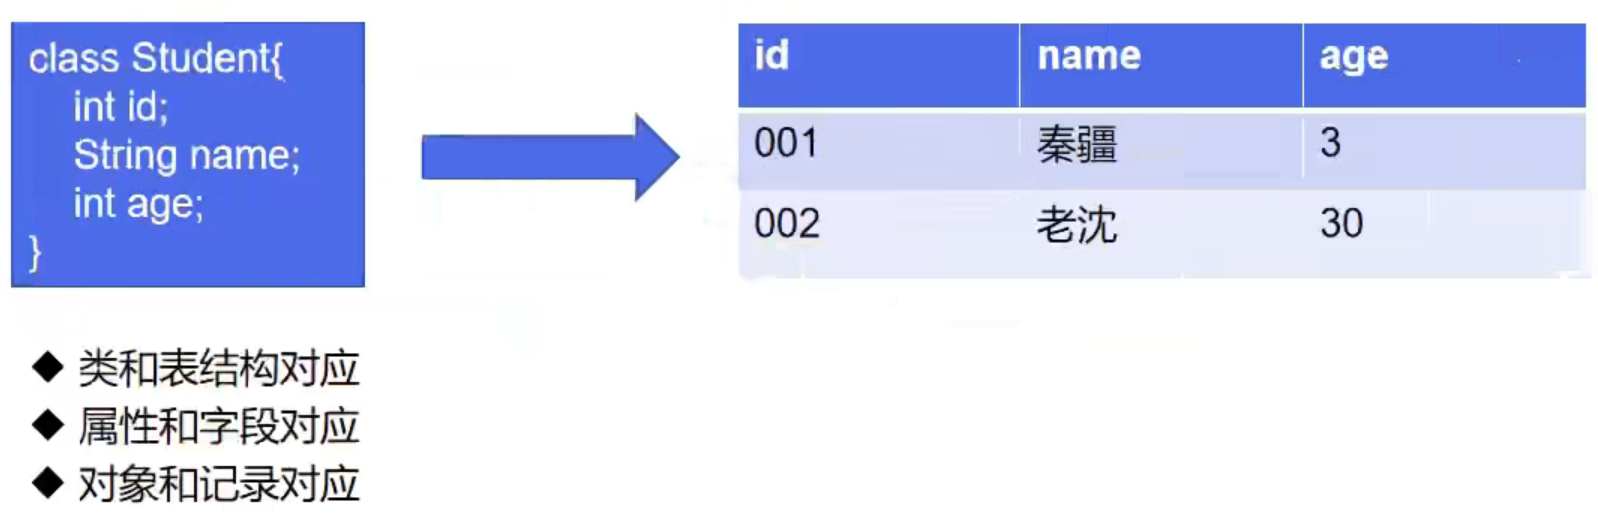 class Student{
int id;
String name;
int age;
}
id name age
001 秦疆 3
002 老沈 30
◆ 类和表结构对应
◆ 属性和字段对应
◆ 对象和记录对应